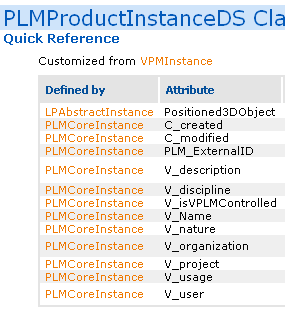 PLMProductInstanceDS Cla
Quick Reference
Customized from VPMInstance
Defined by Attribute
LPAbstractInstance Positioned3DObject
PLMCoreInstance C_created
PLMCoreInstance C_modified
PLMCoreInstance PLM_ExternalID
PLMCoreInstance V_description
PLMCoreInstance V_discipline
PLMCoreInstance V_isVPLMControlled
PLMCoreInstance V_Name
PLMCoreInstance V_nature
PLMCoreInstance V_organization
PLMCoreInstance V_project
PLMCoreInstance V_usage
PLMCoreInstance V_user